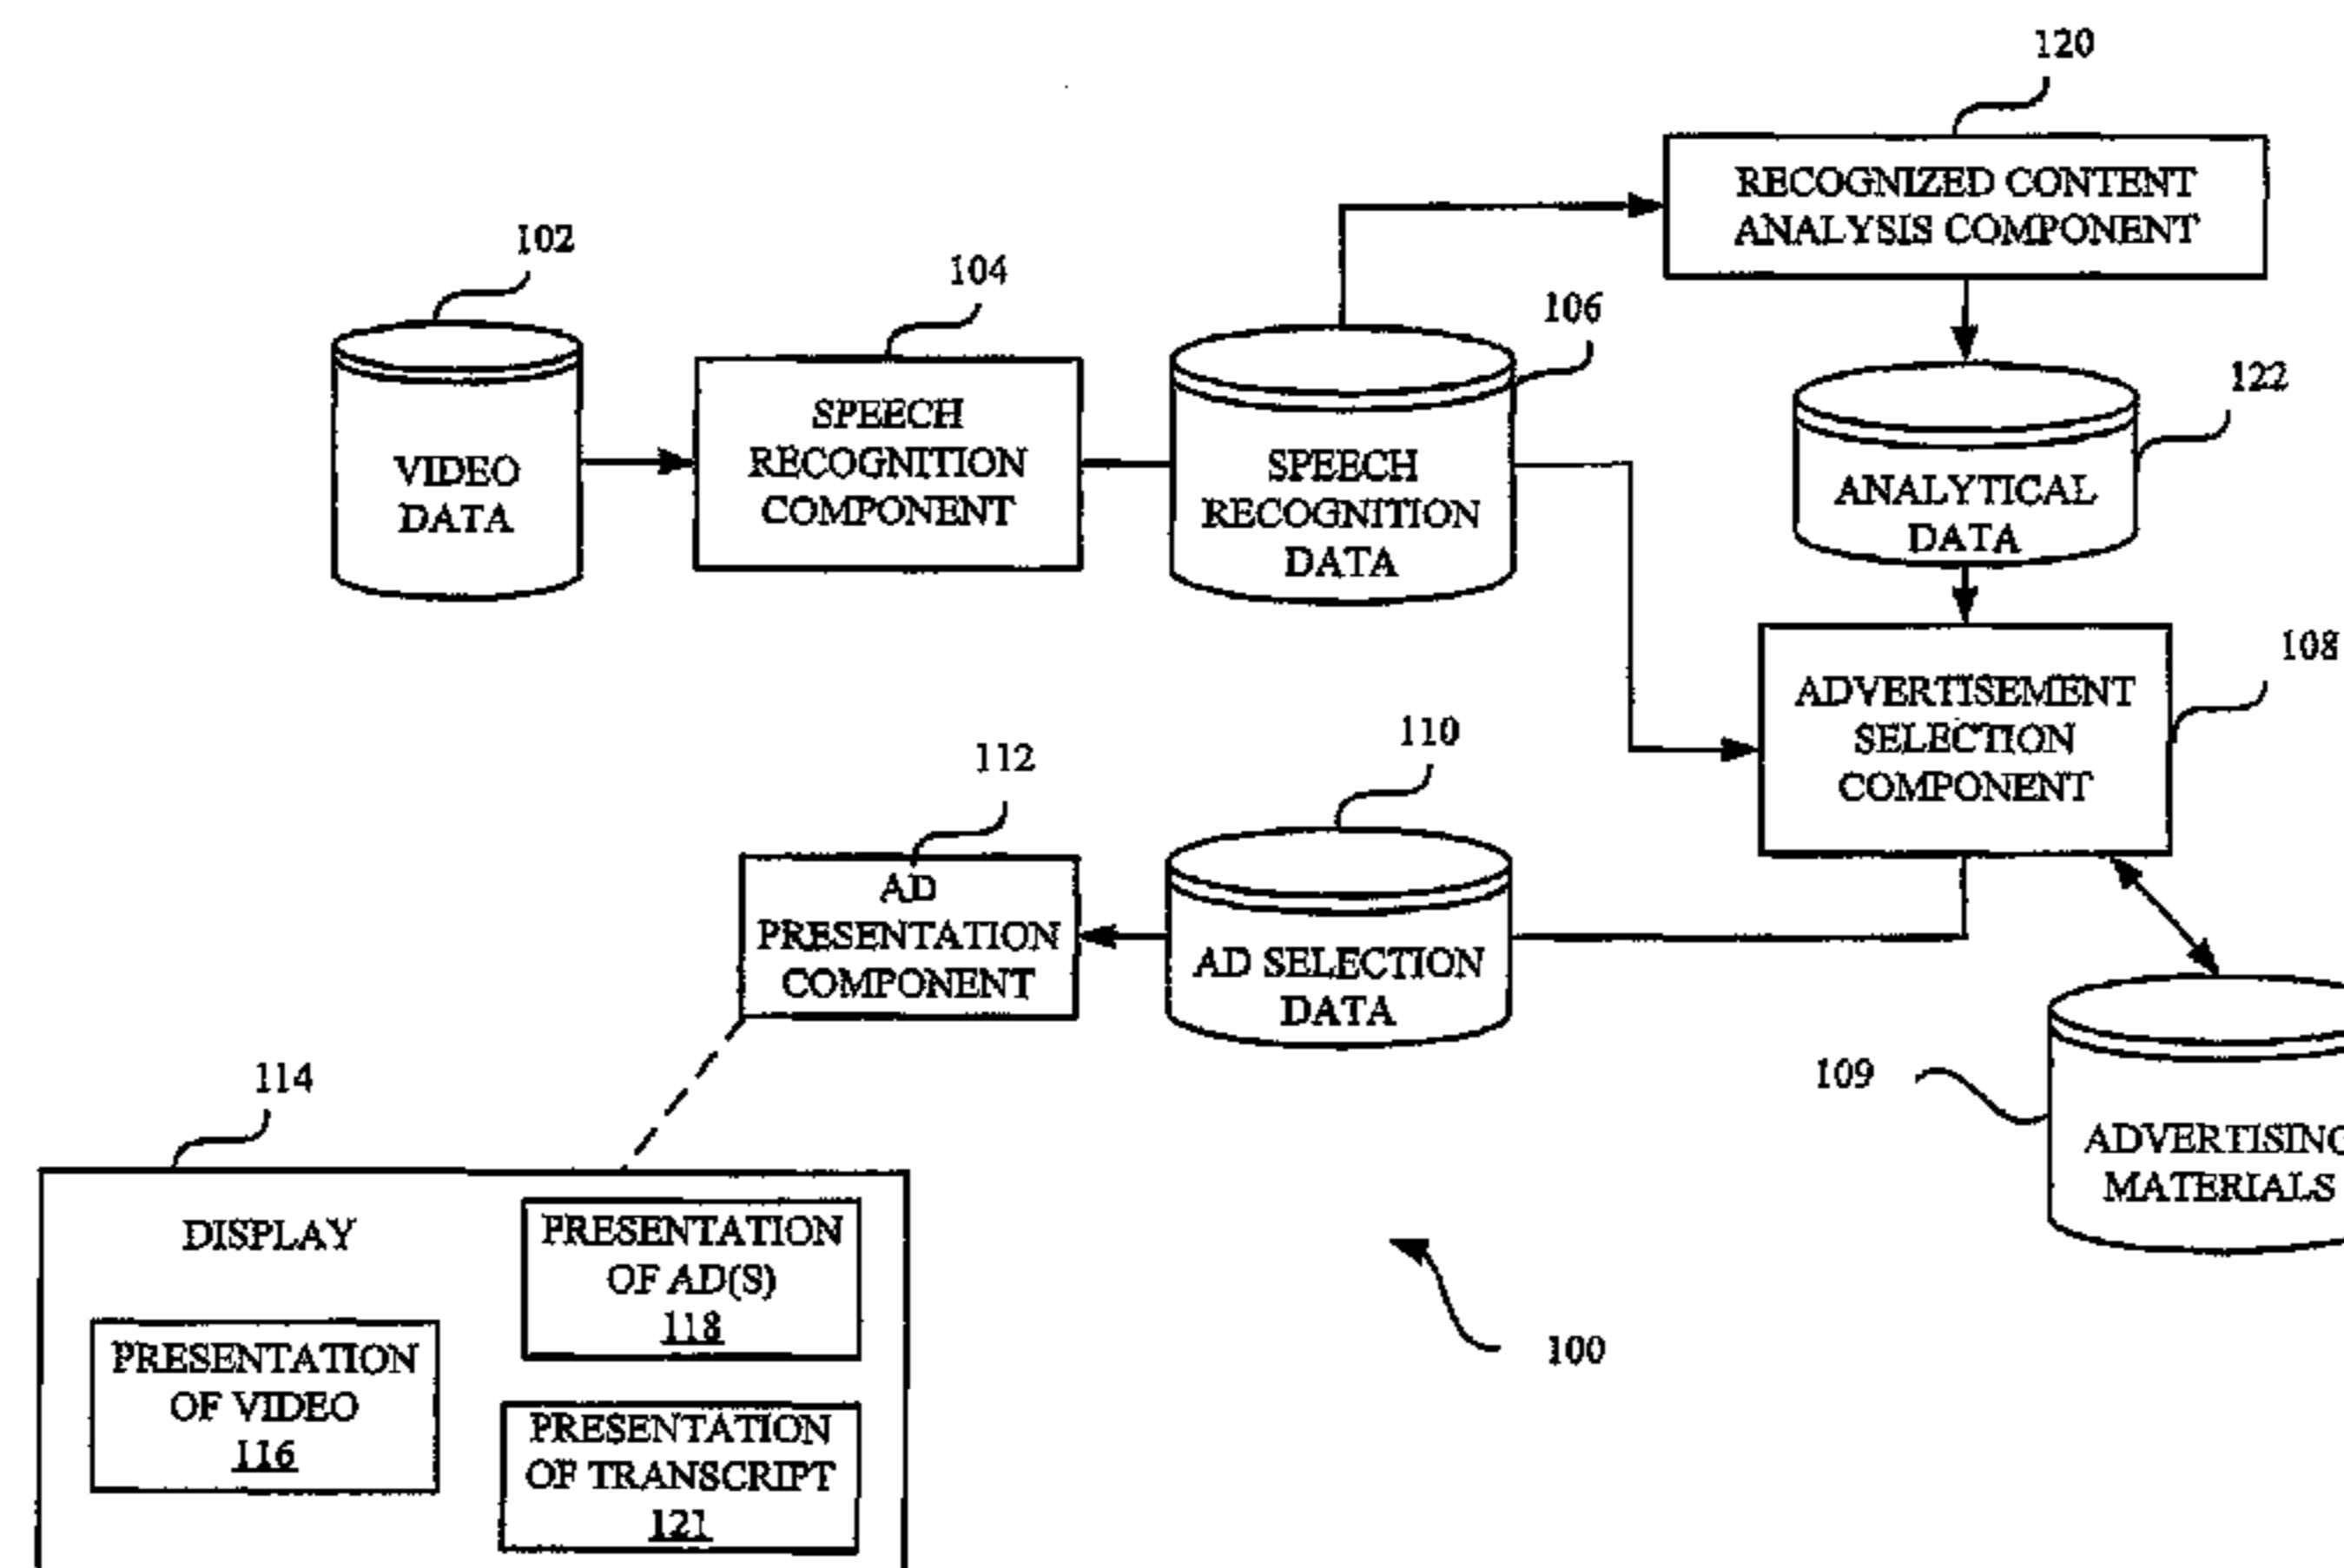 120
RECOGNIZED CONTENT
ANALYSIS COMPONENT
102
104
106
VIDEO
DATA
SPEECH
RECOGNITION
COMPONENT
SPEECH
RECOGNITION
DATA
122
ANALYTICAL
DATA
108
ADVERTISEMENT
SELECTION
COMPONENT
110
112
AD
PRESENTATION
COMPONENT
AD SELECTION
DATA
109
ADVERTISING
MATERIALS
114
DISPLAY
PRESENTATION
OF AD(S)
118
PRESENTATION
OF VIDEO
116
PRESENTATION
OF TRANSCRIPT
121
100